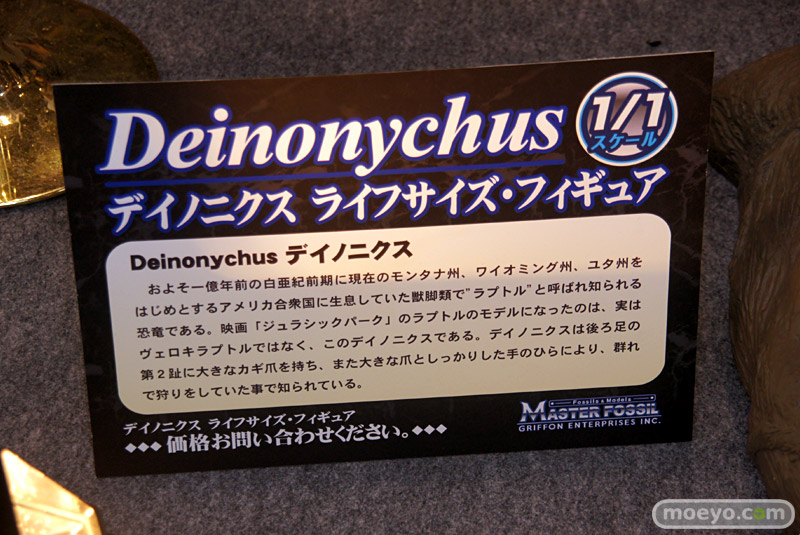 Deinonychus
1/1
スケール
デイノニクス ライフサイズ・フィギュア
Deinonychus デイノニクス
およそ一億年前の白亜紀前期に現在のモンタナ州、ワイオミング州、ユタ州を
はじめとするアメリカ合衆国に生息していた獣脚類で"ラプトル"と呼ばれ知られる
恐竜である。映画「ジュラシックパーク」のラプトルのモデルになったのは、実は
ヴェロキラプトルではなく、このデイノニクスである。デイノニクスは後ろ足の
第2趾に大きなカギ爪を持ち、また大きな爪としっかりした手のひらにより、群れ
で狩りをしていた事で知られている。
デイノニクス ライフサイズ・フィギュア
◆◆◆価格お問い合わせください。◆◆◆
Fossils & Models
MASTER FOSSIL
GRIFFON ENTERPRISES INC.
moeyo.com